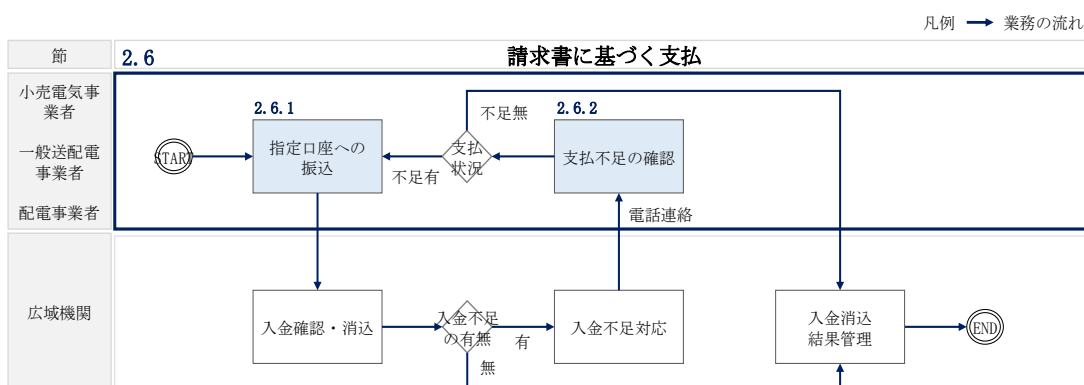 凡例 業務の流れ
節
2.6
請求書に基づく支払
小売電気事
業者
一般送配電
事業者
配電事業者
START
2.6.1
指定口座への
振込
不足有
支払
状況
不足無
2.6.2
支払不足の確認
電話連絡
広域機関
入金確認・消込
入金不足
の有無
有
無
入金不足対応
入金消込
結果管理
END